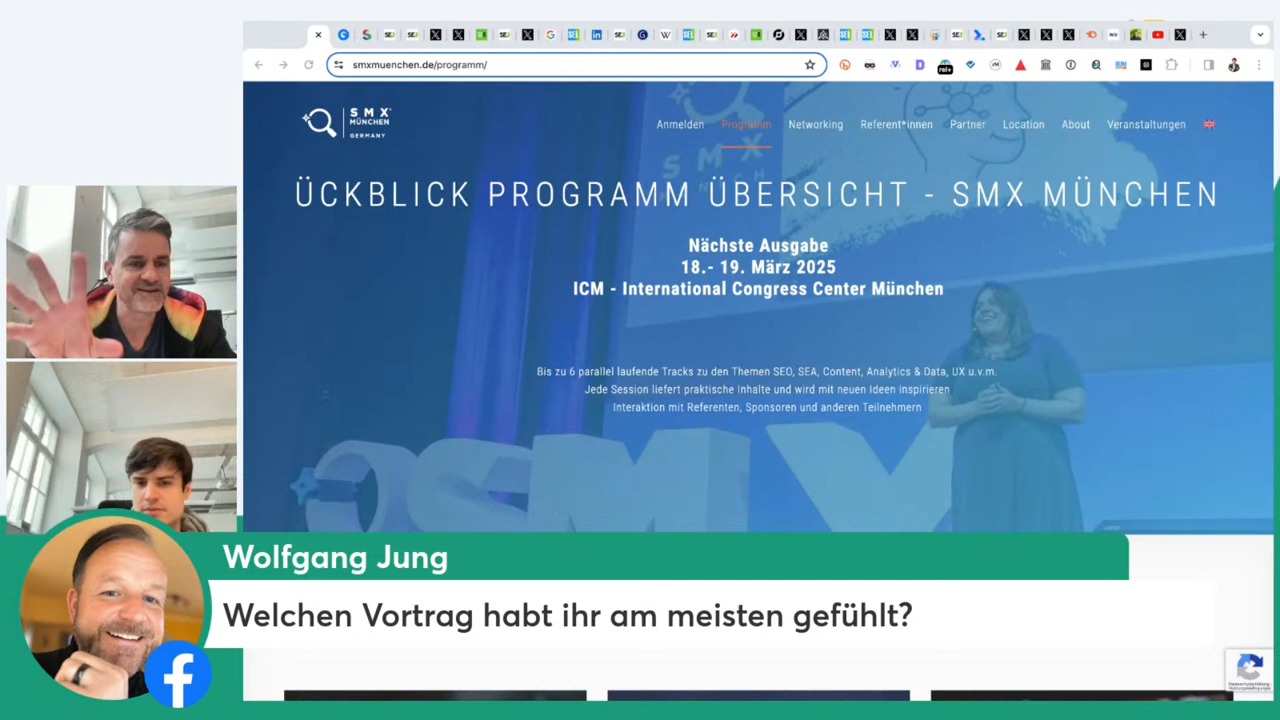 smxmuenchen.de/programm/
SMX
MÜNCHEN
GERMANY
Anmelden Programm Networking Referent*innen Partner Location About Veranstaltungen
ÜCKBLICK PROGRAMM ÜBERSICHT - SMX MÜNCHEN
Nächste Ausgabe
18.- 19. März 2025
ICM - International Congress Center München
Bis zu 6 parallel laufende Tracks zu den Themen SEO, SEA, Content, Analytics & Data, UX u.v.m.
Jede Session liefert praktische Inhalte und wird mit neuen Ideen inspirieren
Interaktion mit Referenten, Sponsoren und anderen Teilnehmern
SMX
Wolfgang Jung
Welchen Vortrag habt ihr am meisten gefühlt?